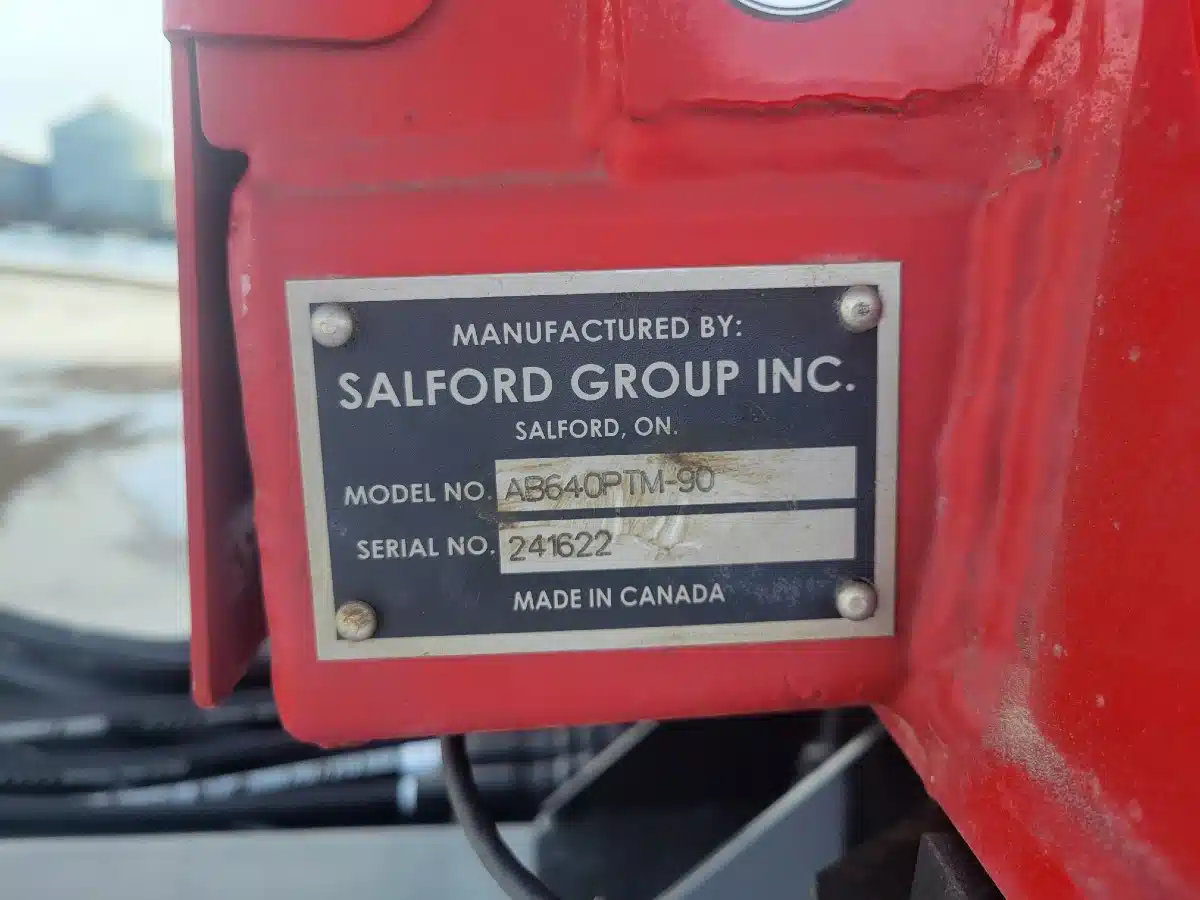 MANUFACTURED BY:
SALFORD GROUP INC.
SALFORD, ON.
MODEL NO. AB640PTM-90
SERIAL NO. 241622
MADE IN CANADA